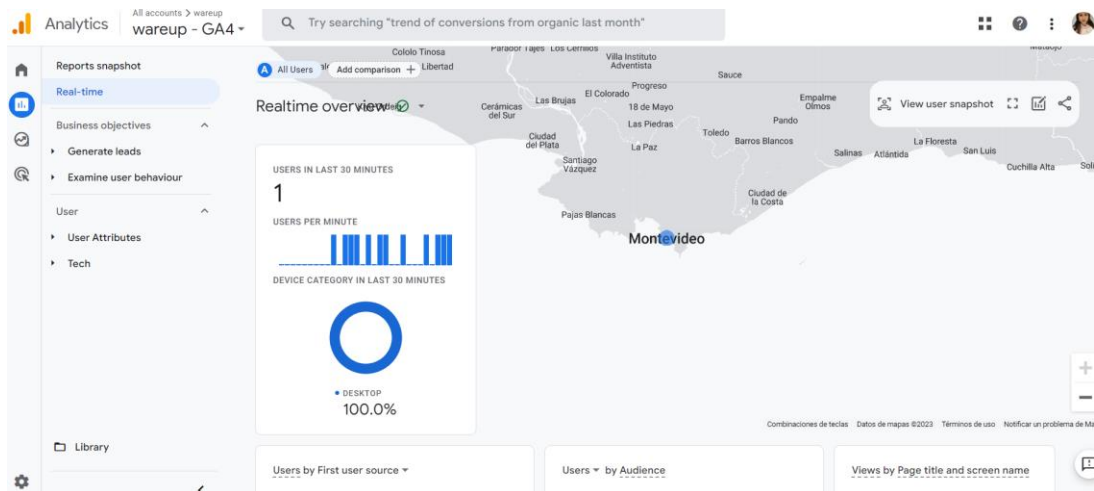 Analytics
All accounts > wareup
wareup - GA4
Try searching "trend of conversions from organic last month"
Reports snapshot
Real-time
Business objectives
Generate leads
Examine user behaviour
User
User Attributes
Tech
Library
A All Users
Add comparison +
Realtime overview
View user snapshot
USERS IN LAST 30 MINUTES
1
USERS PER MINUTE
DEVICE CATEGORY IN LAST 30 MINUTES
DESKTOP
100.0%
Cololo Tinosa
Parador Tajes
Los Cerrillos
Villa Instituto
Adventista
Libertad
Sauce
Progreso
El Colorado
Las Brujas
18 de Mayo
Cerámicas
del Sur
Las Piedras
Empalme
Olmos
Pando
Toledo
Ciudad
del Plata
La Paz
Barros Blancos
La Floresta
Salinas
Atlántida
San Luis
Santiago
Vázquez
Cuchilla Alta
Ciudad de
la Costa
Pajas Blancas
Montevideo
Combinaciones de teclas
Datos de mapas ©2023
Términos de uso
Notificar un problema de Ma
Users by First user source
Users by Audience
Views by Page title and screen name